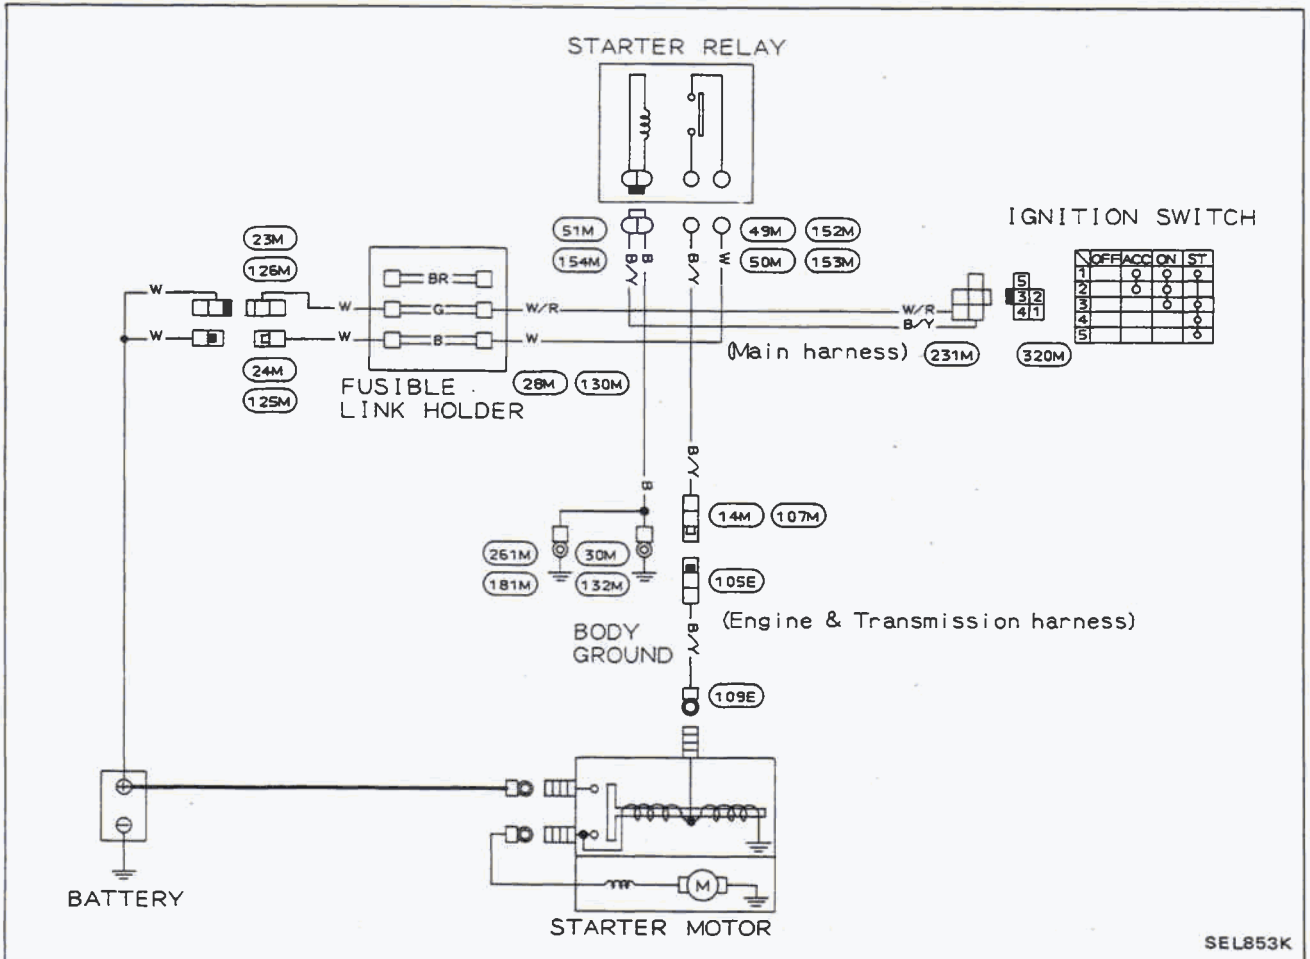 STARTER RELAY
IGNITION SWITCH
51M
49M 152M
154M
50M 153M
B/Y B B/Y W
OFF ACC ON ST
1
2
3
4
5
5
3 2
4 1
23M
126M
W
W
BR
W G W/R
W B W
W/R
B/Y
24M
125M
(Main harness) 231M 320M
28M 130M
FUSIBLE
LINK HOLDER
B/Y
B
14M 107M
261M 30M
181M 132M
105E
(Engine & Transmission harness)
B/Y
BODY
GROUND
109E
M
BATTERY
STARTER MOTOR
SEL853K